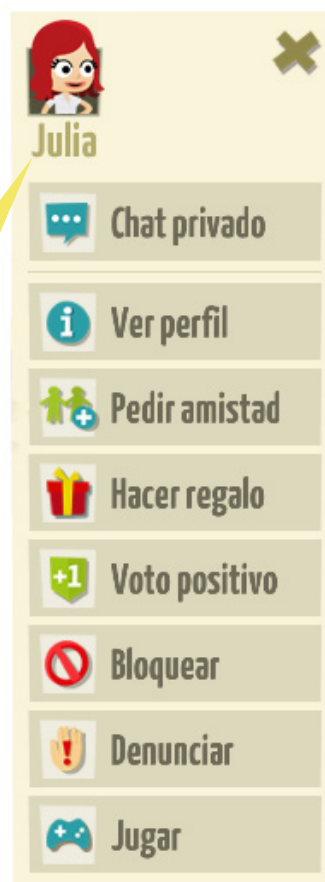 Julia
Chat privado
Ver perfil
Pedir amistad
Hacer regalo
+1
Voto positivo
Bloquear
Denunciar
Jugar